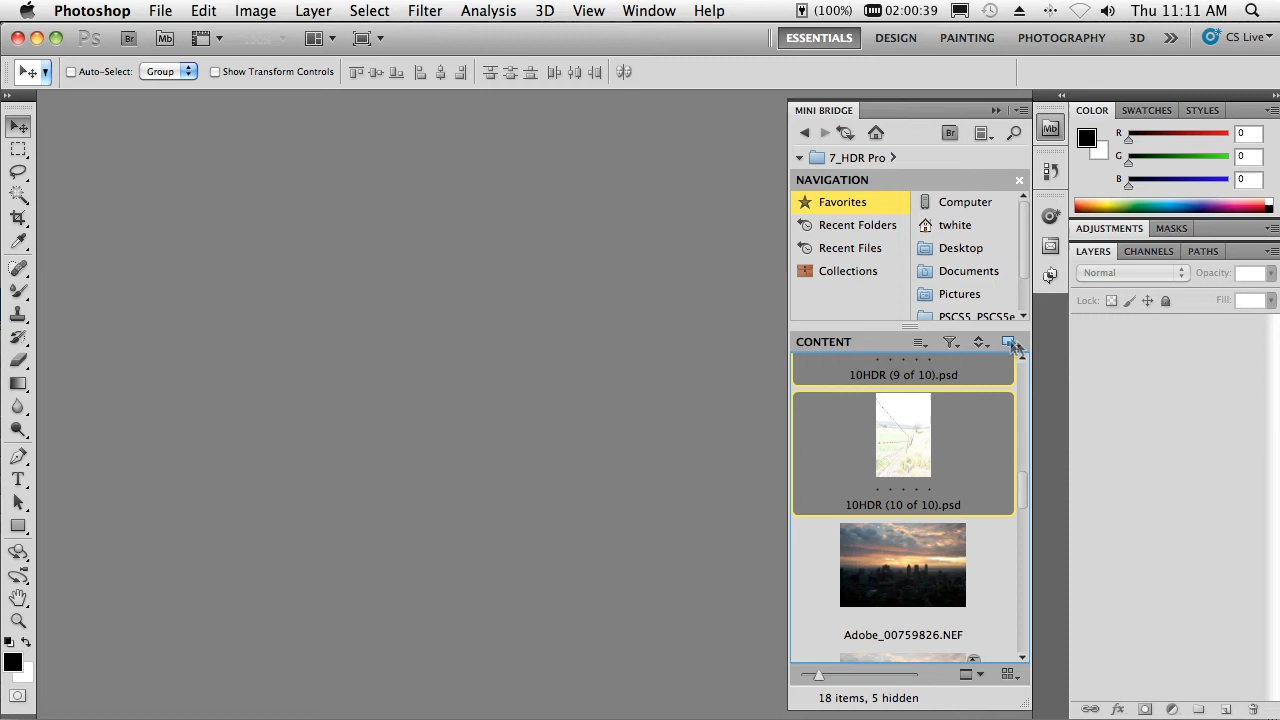 Photoshop File Edit Image Layer Select Filter Analysis 3D View Window Help (100%) 02:00:39 Thu 11:11 AM
Ps Br Mb ESSENTIALS DESIGN PAINTING PHOTOGRAPHY 3D CS Live
Auto-Select: Group Show Transform Controls
MINI BRIDGE
Br
7_HDR Pro
NAVIGATION
Favorites
Recent Folders
Recent Files
Collections
Computer
twhite
Desktop
Documents
Pictures
PSCS5_PSCS5e
CONTENT
10HDR (9 of 10).psd
10HDR (10 of 10).psd
Adobe_00759826.NEF
18 items, 5 hidden
Mb
COLOR SWATCHES STYLES
R 0
G 0
B 0
ADJUSTMENTS MASKS
LAYERS CHANNELS PATHS
Normal Opacity:
Lock: Fill:
T
fx